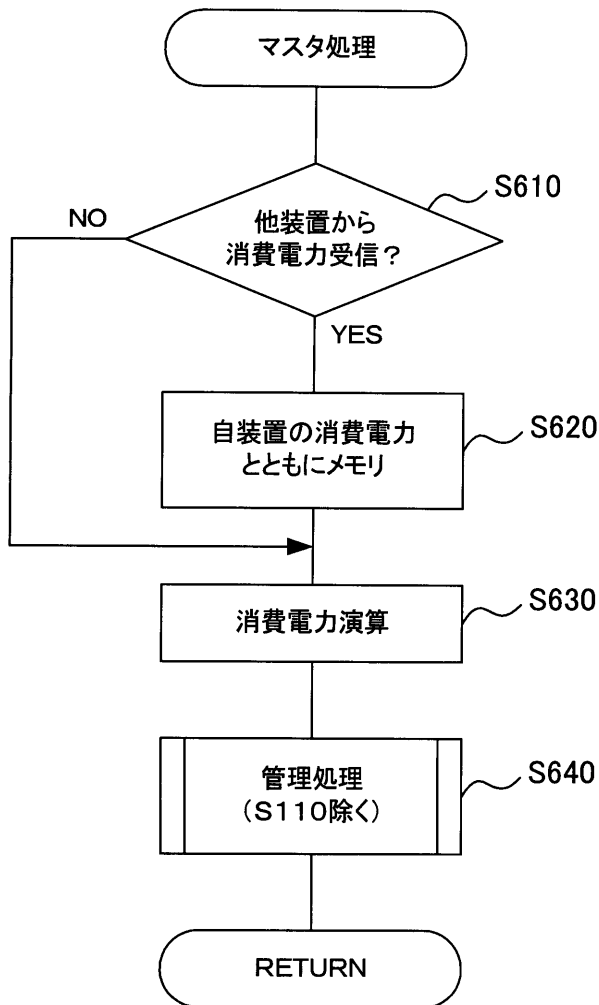 マスタ処理
S610
NO
他装置から
消費電力受信？
YES
自装置の消費電力
とともにメモリ
S620
消費電力演算
S630
管理処理
（S110除く）
S640
RETURN